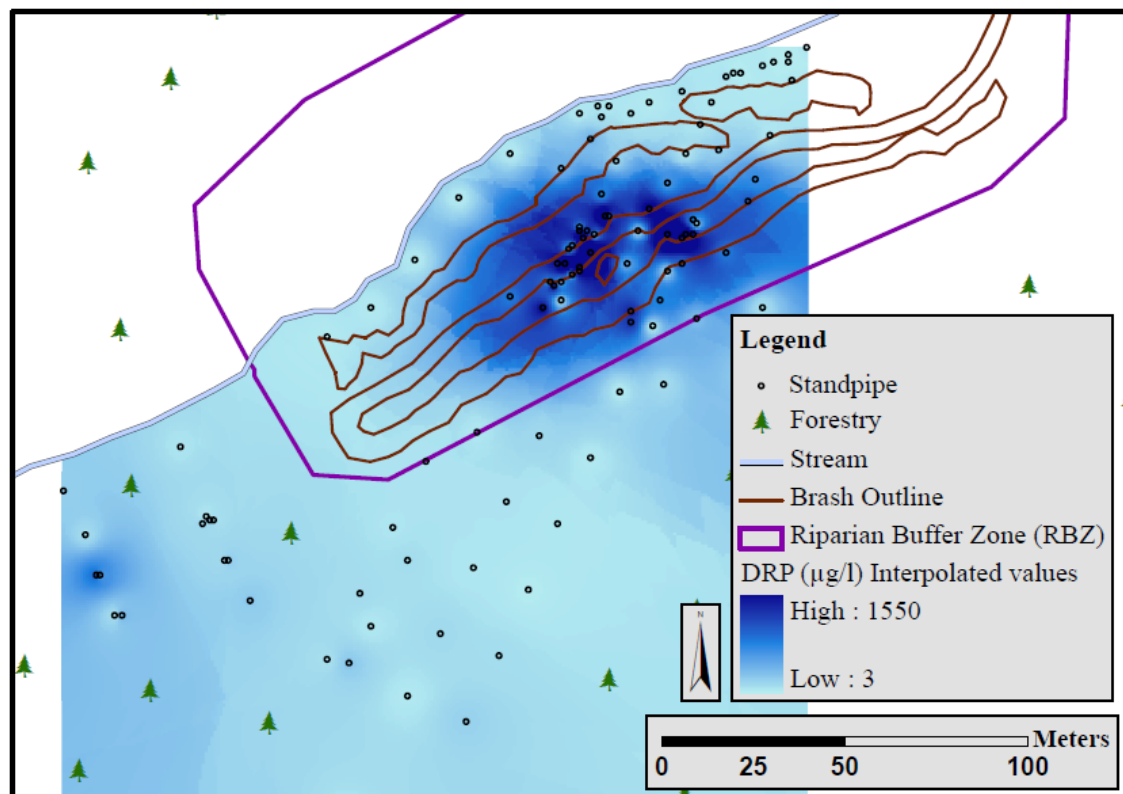 Legend
Standpipe
Forestry
Stream
Brash Outline
Riparian Buffer Zone (RBZ)
DRP (µg/l) Interpolated values
High : 1550
Low : 3
N
Meters
0 25 50 100